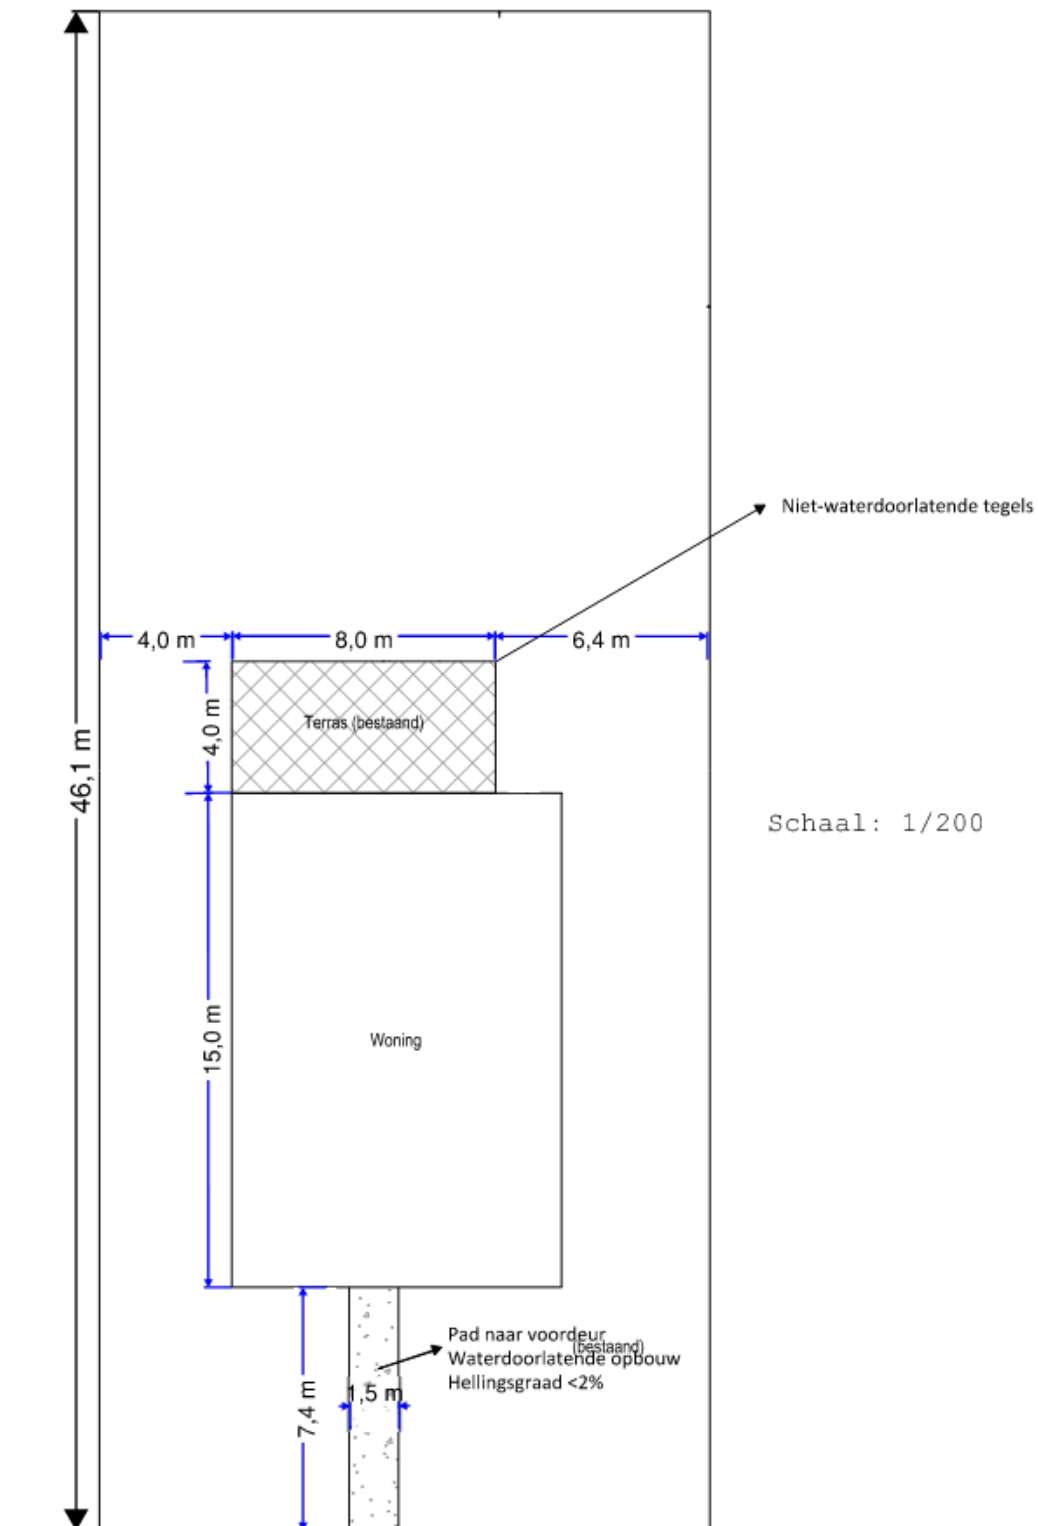 Niet-waterdoorlatende tegels
4,0 m
8,0 m
6,4 m
4,0 m
Terras (bestaand)
46,1 m
Schaal: 1/200
15,0 m
Woning
Pad naar voordeur
(bestaand)
Waterdoorlatende opbouw
Hellingsgraad <2%
1,5 m
7,4 m